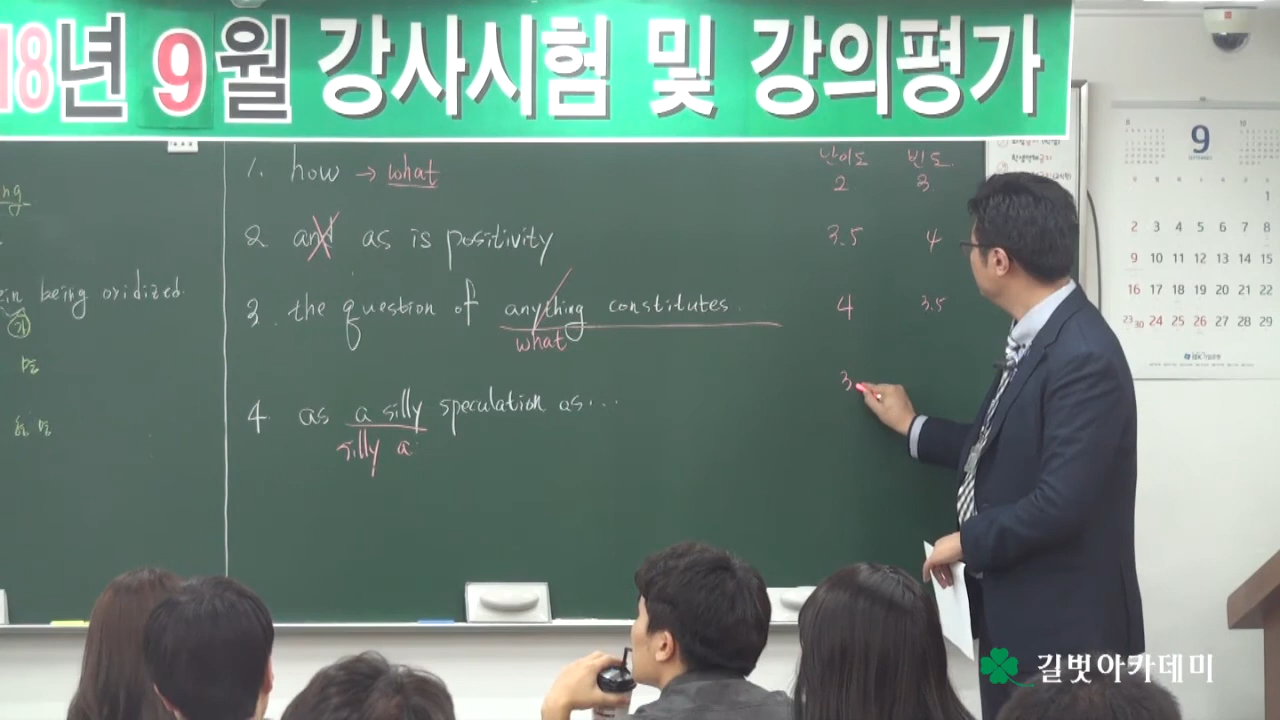 18년 9월 강사시험 및 강의평가
난이도 빈도
1. how → what 2 3
2 and as is positivity 3.5 4
3. the question of anything constitutes. 4 3.5
what
4 as a silly speculation as... 3
silly a
ing
being oxidized.
가
9
1
2 3 4 5 6 7 8
9 10 11 12 13 14 15
16 17 18 19 20 21 22
23 30 24 25 26 27 28 29
길벗아카데미